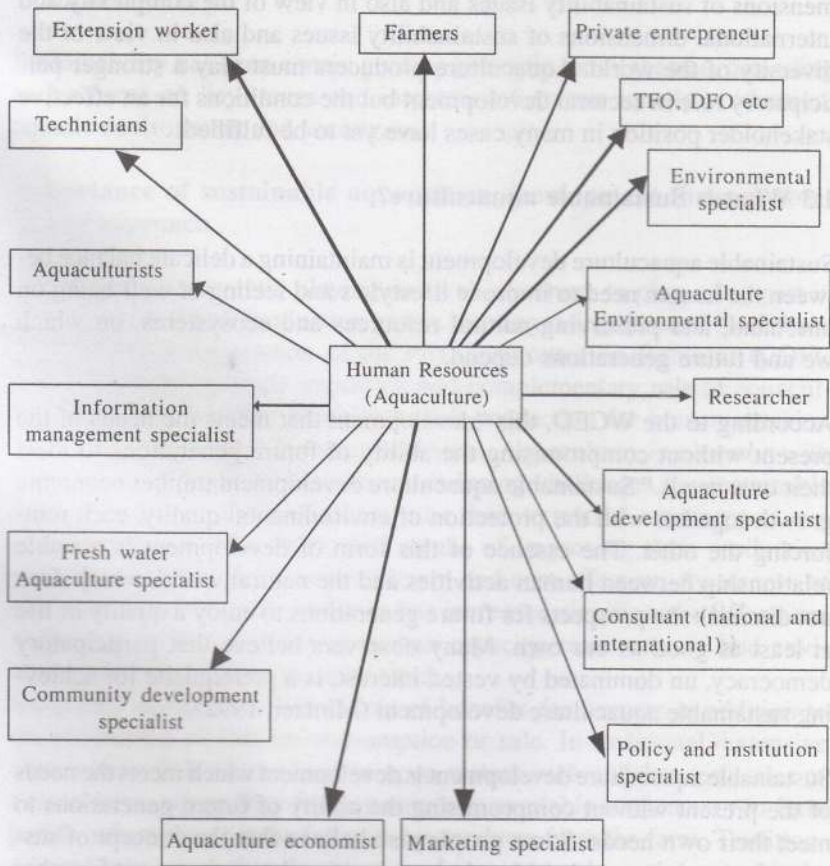 Extension worker
Farmers
Private entrepreneur
Technicians
TFO, DFO etc
Environmental
specialist
Aquaculturists
Aquaculture
Environmental specialist
Human Resources
(Aquaculture)
Researcher
Information
management specialist
Aquaculture
development specialist
Fresh water
Aquaculture specialist
Consultant (national and
international)
Community development
specialist
Policy and institution
specialist
Aquaculture economist
Marketing specialist